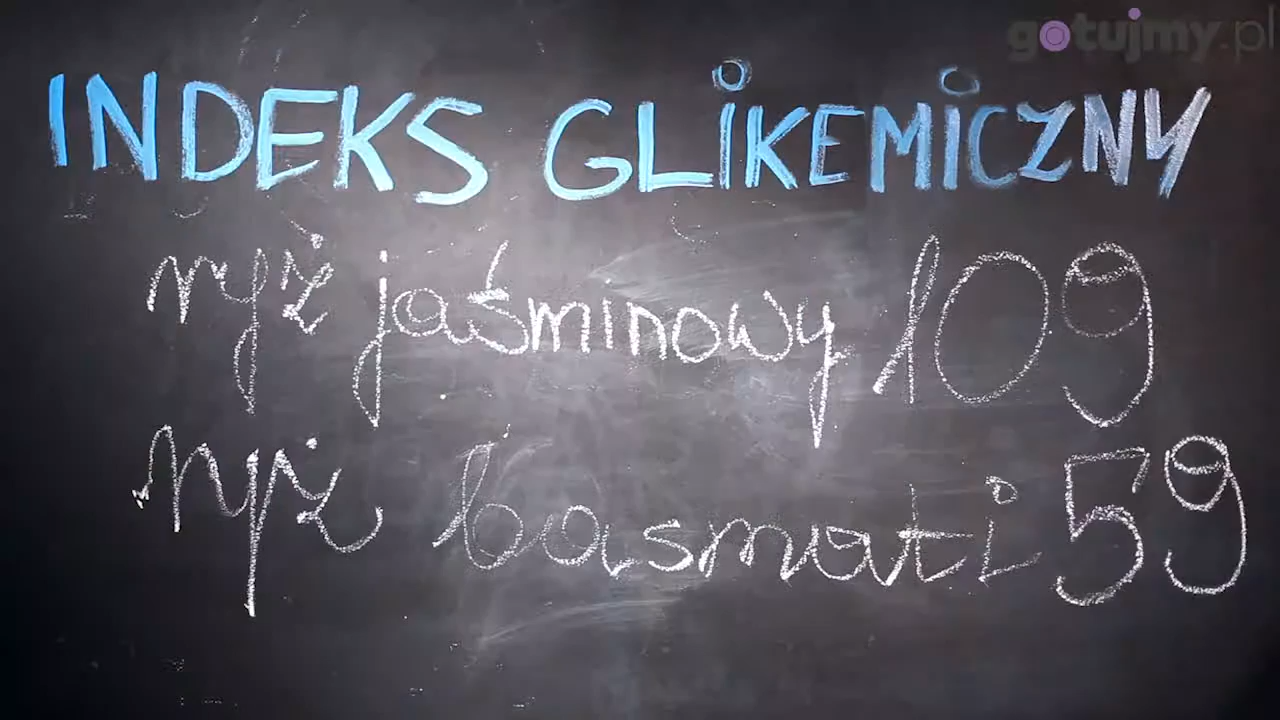 gotujmy.pl
INDEKS GLIKEMICZNY
ryż jaśminowy 109
ryż basmati 59